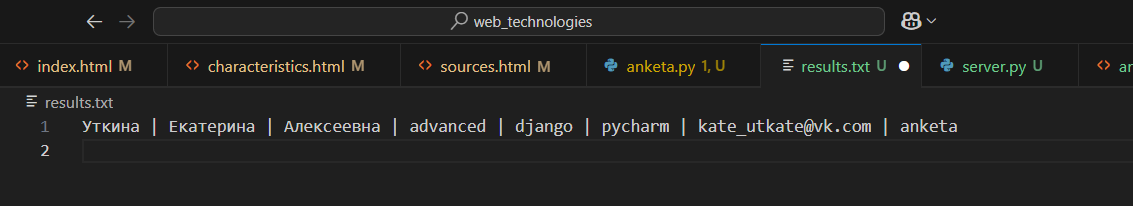 web_technologies
index.html M characteristics.html M sources.html M anketa.py 1, U results.txt U server.py U ar
results.txt
1 Уткина | Екатерина | Алексеевна | advanced | django | pycharm | kate_utkate@vk.com | anketa
2